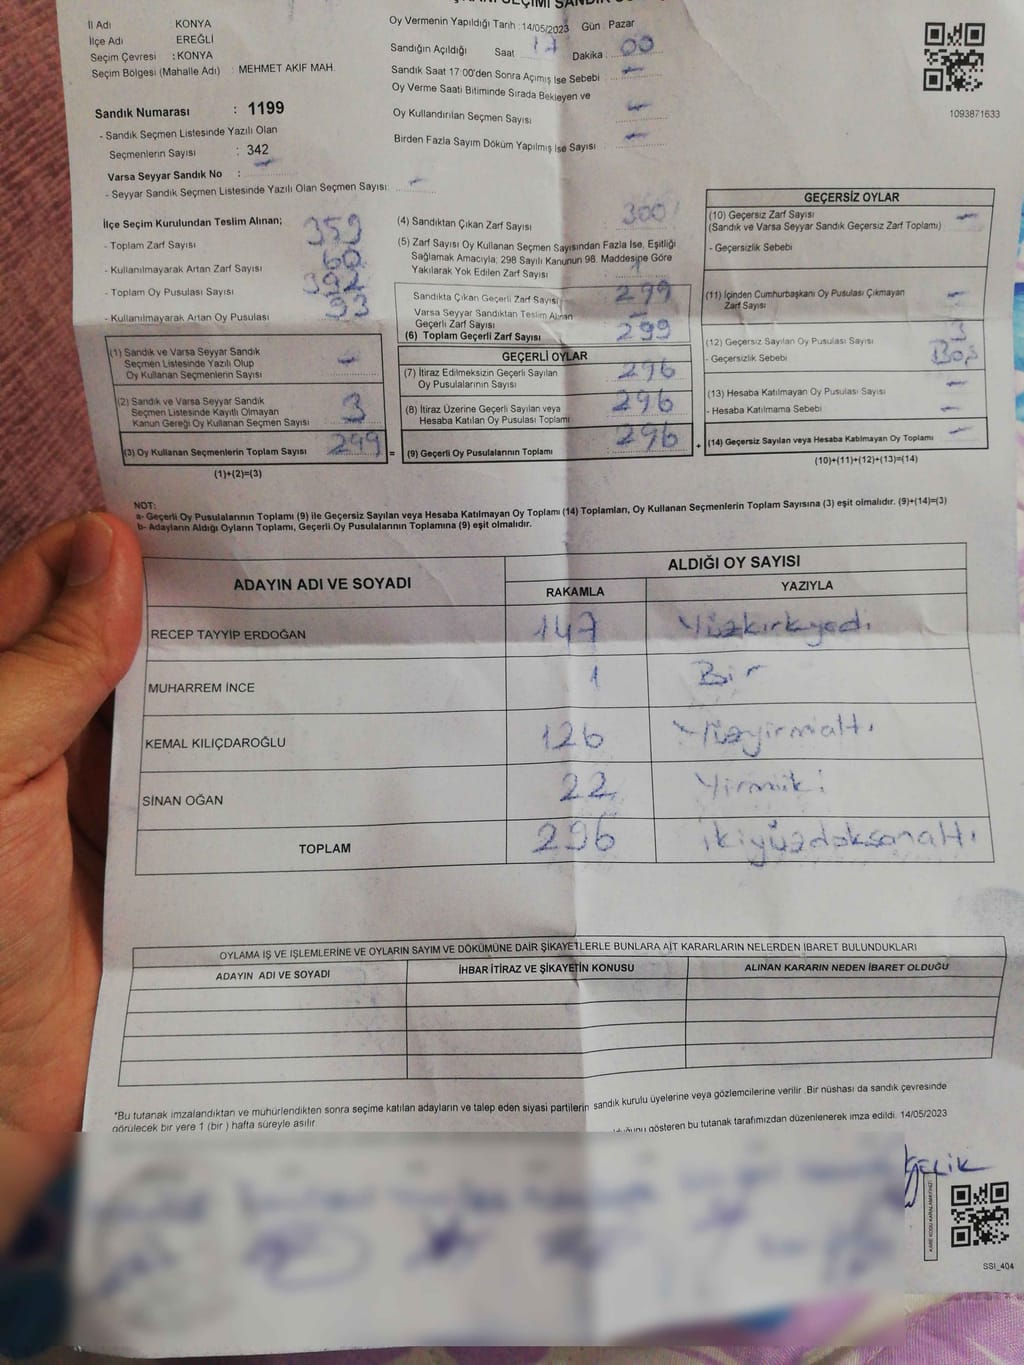 İl Adı KONYA
İlçe Adı EREĞLİ
Seçim Çevresi : KONYA
Seçim Bölgesi (Mahalle Adı) : MEHMET AKİF MAH.
Sandık Numarası : 1199
- Sandık Seçmen Listesinde Yazılı Olan
Seçmenlerin Sayısı : 342
Varsa Seyyar Sandık No : -
- Seyyar Sandık Seçmen Listesinde Yazılı Olan Seçmen Sayısı: -
Oy Vermenin Yapıldığı Tarih : 14/05/2023 Gün : Pazar
Sandığın Açıldığı Saat 17 Dakika : 00
Sandık Saat 17:00'den Sonra Açımış İse Sebebi -
Oy Verme Saati Bitiminde Sırada Bekleyen ve
Oy Kullandırılan Seçmen Sayısı -
Birden Fazla Sayım Döküm Yapılmış İse Sayısı -
1093871633
İlçe Seçim Kurulundan Teslim Alınan;
- Toplam Zarf Sayısı 359
- Kullanılmayarak Artan Zarf Sayısı 60
- Toplam Oy Pusulası Sayısı 392
- Kullanılmayarak Artan Oy Pusulası 93
(1) Sandık ve Varsa Seyyar Sandık
Seçmen Listesinde Yazılı Olup
Oy Kullanan Seçmenlerin Sayısı -
(2) Sandık ve Varsa Seyyar Sandık
Seçmen Listesinde Kayıtlı Olmayan
Kanun Gereği Oy Kullanan Seçmen Sayısı 3
(3) Oy Kullanan Seçmenlerin Toplam Sayısı 299 =
(1)+(2)=(3)
(4) Sandıktan Çıkan Zarf Sayısı 300
(5) Zarf Sayısı Oy Kullanan Seçmen Sayısından Fazla İse, Eşitliği
Sağlamak Amacıyla; 298 Sayılı Kanunun 98. Maddesine Göre
Yakılarak Yok Edilen Zarf Sayısı 1
Sandıkta Çıkan Geçerli Zarf Sayısı 299
Varsa Seyyar Sandıktan Teslim Alınan
Geçerli Zarf Sayısı
(6) Toplam Geçerli Zarf Sayısı 299
GEÇERLİ OYLAR
(7) İtiraz Edilmeksizin Geçerli Sayılan
Oy Pusulalarının Sayısı 296
(8) İtiraz Üzerine Geçerli Sayılan veya
Hesaba Katılan Oy Pusulası Toplamı 296
(9) Geçerli Oy Pusulalarının Toplamı 296 +
GEÇERSİZ OYLAR
(10) Geçersiz Zarf Sayısı -
(Sandık ve Varsa Seyyar Sandık Geçersiz Zarf Toplamı)
- Geçersizlik Sebebi
(11) İçinden Cumhurbaşkanı Oy Pusulası Çıkmayan
Zarf Sayısı -
(12) Geçersiz Sayılan Oy Pusulası Sayısı 3
- Geçersizlik Sebebi Boş
(13) Hesaba Katılmayan Oy Pusulası Sayısı -
- Hesaba Katılmama Sebebi -
(14) Geçersiz Sayılan veya Hesaba Katılmayan Oy Toplamı -
(10)+(11)+(12)+(13)=(14)
NOT:
a- Geçerli Oy Pusulalarının Toplamı (9) ile Geçersiz Sayılan veya Hesaba Katılmayan Oy Toplamı (14) Toplamları, Oy Kullanan Seçmenlerin Toplam Sayısına (3) eşit olmalıdır. (9)+(14)=(3)
b- Adayların Aldığı Oyların Toplamı, Geçerli Oy Pusulalarının Toplamına (9) eşit olmalıdır.
ADAYIN ADI VE SOYADI ALDIĞI OY SAYISI
RAKAMLA YAZIYLA
RECEP TAYYİP ERDOĞAN 147 Yüzkırkyedi
MUHARREM İNCE 1 Bir
KEMAL KILIÇDAROĞLU 126 Yüzyirmialtı
SİNAN OĞAN 22 Yirmiiki
TOPLAM 296 ikiyüzdoksanaltı
OYLAMA İŞ VE İŞLEMLERİNE VE OYLARIN SAYIM VE DÖKÜMÜNE DAİR ŞİKAYETLERLE BUNLARA AİT KARARLARIN NELERDEN İBARET BULUNDUKLARI
ADAYIN ADI VE SOYADI İHBAR İTİRAZ VE ŞİKAYETİN KONUSU ALINAN KARARIN NEDEN İBARET OLDUĞU
*Bu tutanak imzalandıktan ve mühürlendikten sonra seçime katılan adayların ve talep eden siyasi partilerin sandık kurulu üyelerine veya gözlemcilerine verilir. Bir nüshası da sandık çevresinde
görülecek bir yere 1 (bir) hafta süreyle asılır.
gösteren bu tutanak tarafımızdan düzenlenerek imza edildi. 14/05/2023
SSI_404